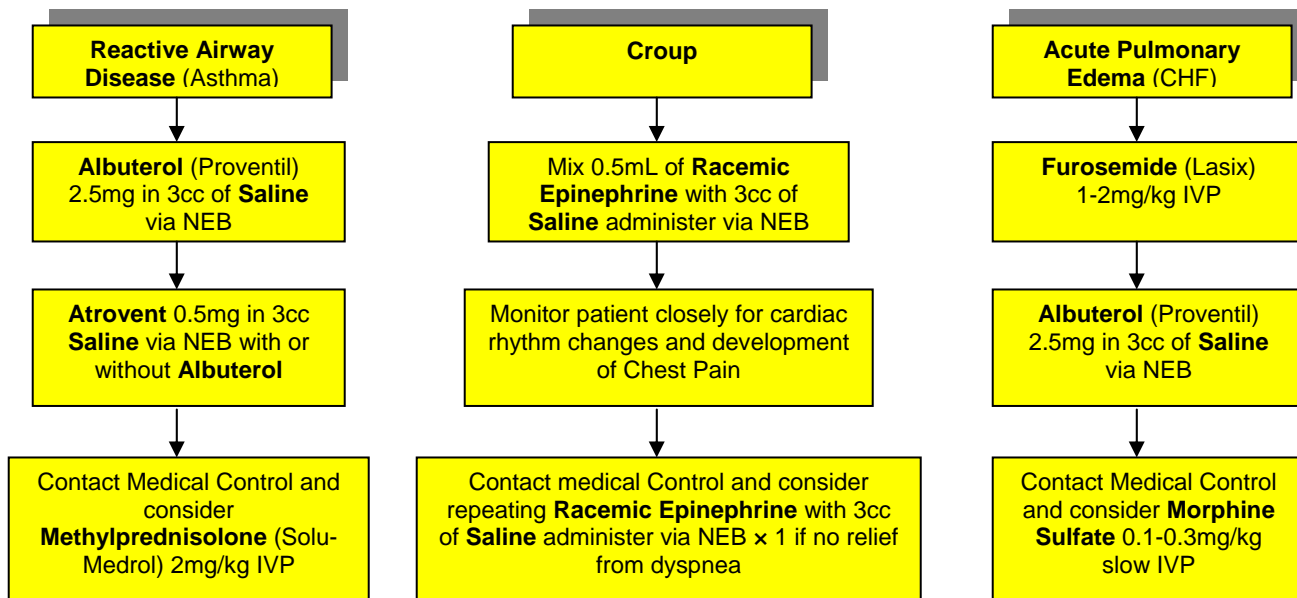 Reactive Airway
Disease (Asthma)
Albuterol (Proventil)
2.5mg in 3cc of Saline
via NEB
Atrovent 0.5mg in 3cc
Saline via NEB with or
without Albuterol
Contact Medical Control and
consider
Methylprednisolone (Solu-
Medrol) 2mg/kg IVP
Croup
Mix 0.5mL of Racemic
Epinephrine with 3cc of
Saline administer via NEB
Monitor patient closely for cardiac
rhythm changes and development
of Chest Pain
Contact medical Control and consider
repeating Racemic Epinephrine with 3cc
of Saline administer via NEB × 1 if no relief
from dyspnea
Acute Pulmonary
Edema (CHF)
Furosemide (Lasix)
1-2mg/kg IVP
Albuterol (Proventil)
2.5mg in 3cc of Saline
via NEB
Contact Medical Control
and consider Morphine
Sulfate 0.1-0.3mg/kg
slow IVP